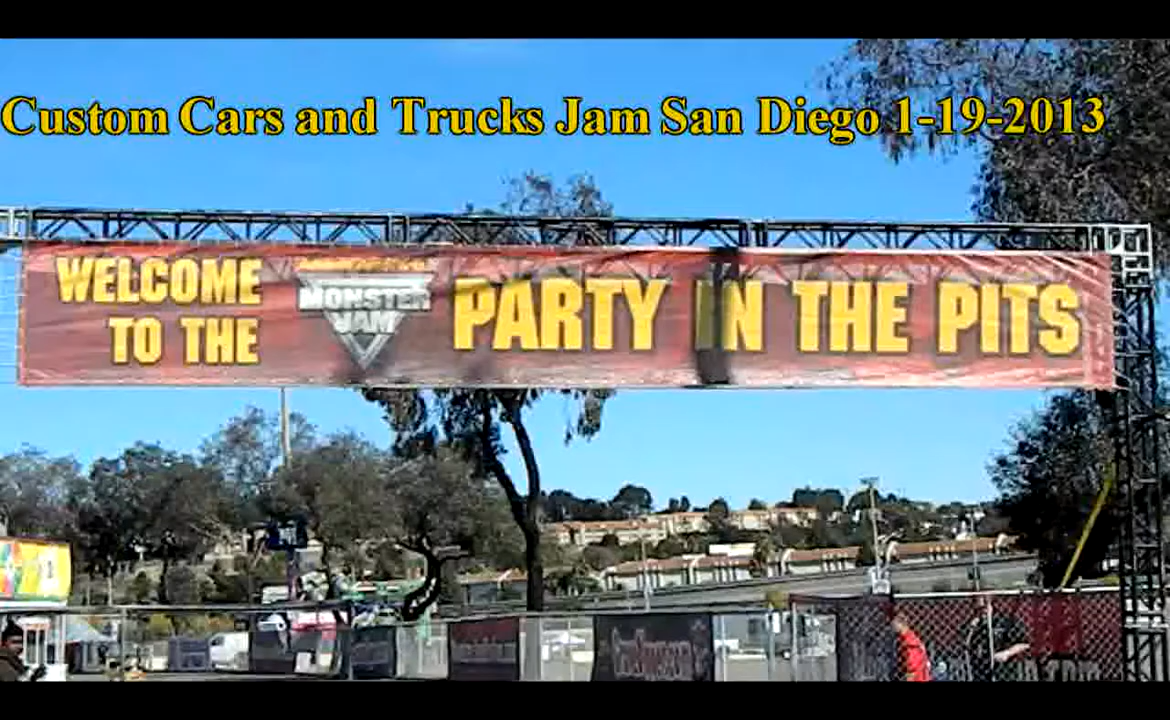 Custom Cars and Trucks Jam San Diego 1-19-2013
WELCOME
TO THE
MONSTER
JAM
PARTY IN THE PITS